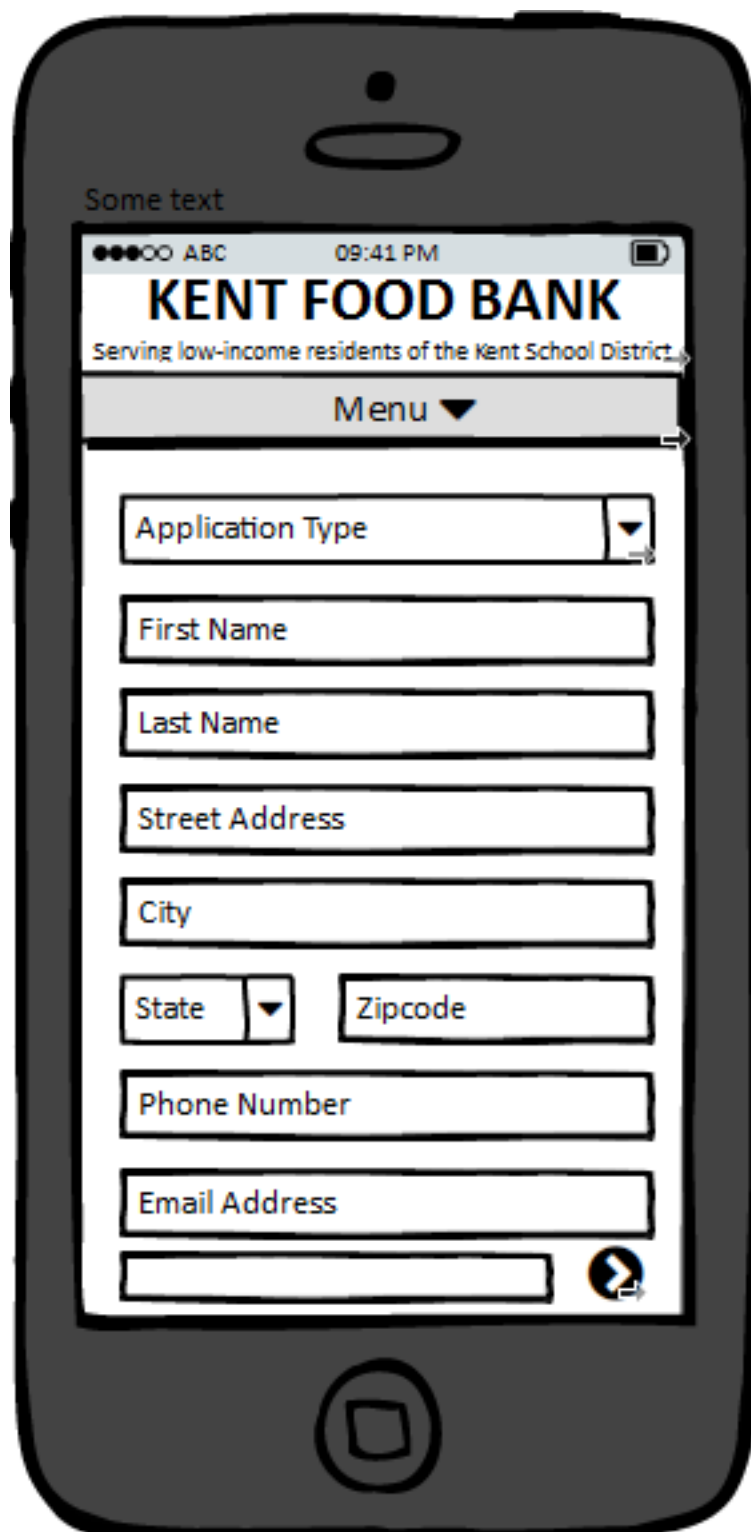 Some text
ABC 09:41 PM
KENT FOOD BANK
Serving low-income residents of the Kent School District
Menu
Application Type
First Name
Last Name
Street Address
City
State Zipcode
Phone Number
Email Address